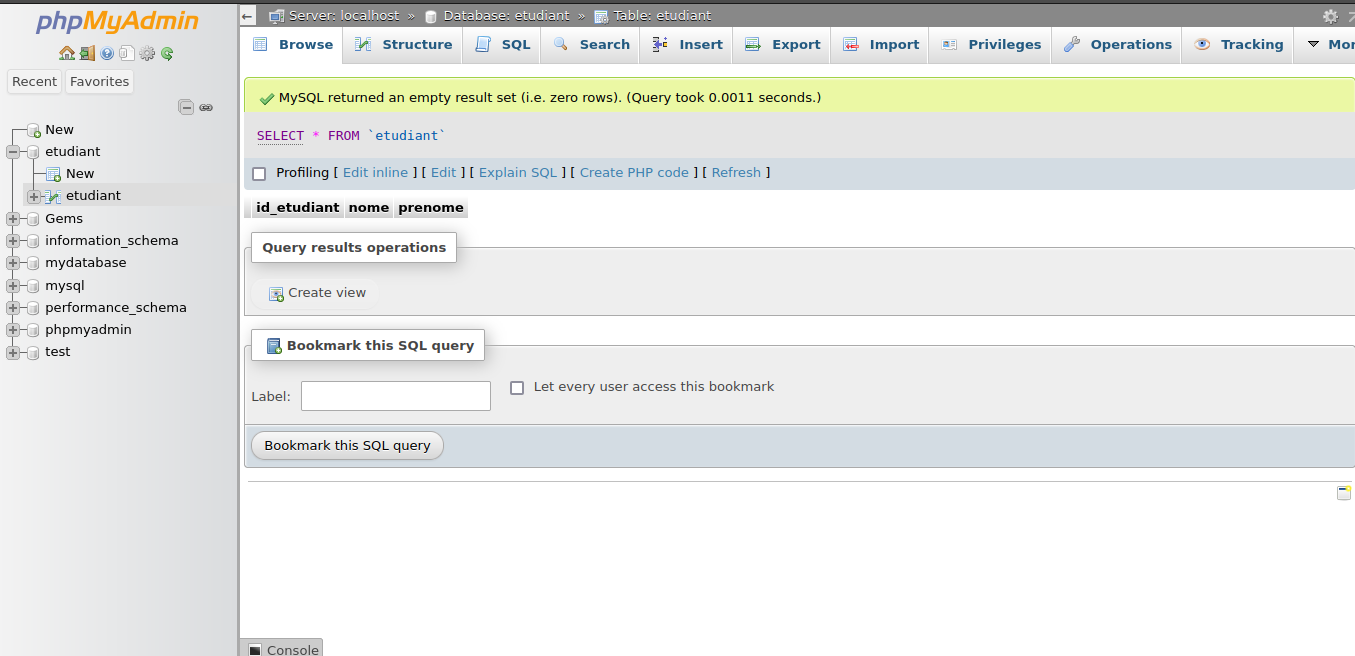 phpMyAdmin
Recent Favorites
New
etudiant
New
etudiant
Gems
information_schema
mydatabase
mysql
performance_schema
phpmyadmin
test
Server: localhost » Database: etudiant » Table: etudiant
Browse Structure SQL Search Insert Export Import Privileges Operations Tracking
MySQL returned an empty result set (i.e. zero rows). (Query took 0.0011 seconds.)
SELECT * FROM `etudiant`
Profiling [ Edit inline ] [ Edit ] [ Explain SQL ] [ Create PHP code ] [ Refresh ]
id_etudiant nome prenome
Query results operations
Create view
Bookmark this SQL query
Label: Let every user access this bookmark
Bookmark this SQL query
Console